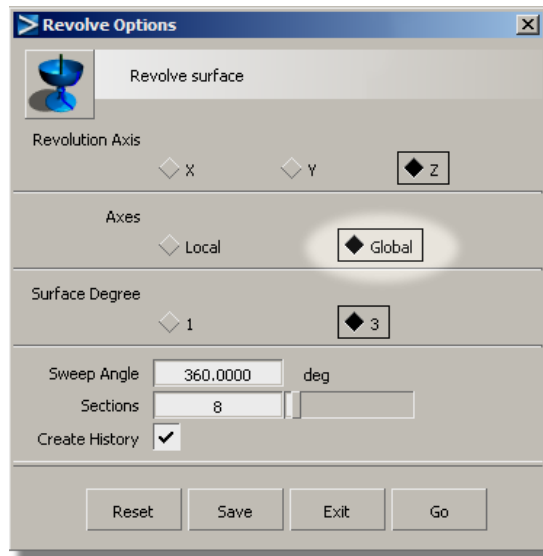 Revolve Options
Revolve surface
Revolution Axis
X Y Z
Axes
Local Global
Surface Degree
1 3
Sweep Angle 360.0000 deg
Sections 8
Create History
Reset Save Exit Go